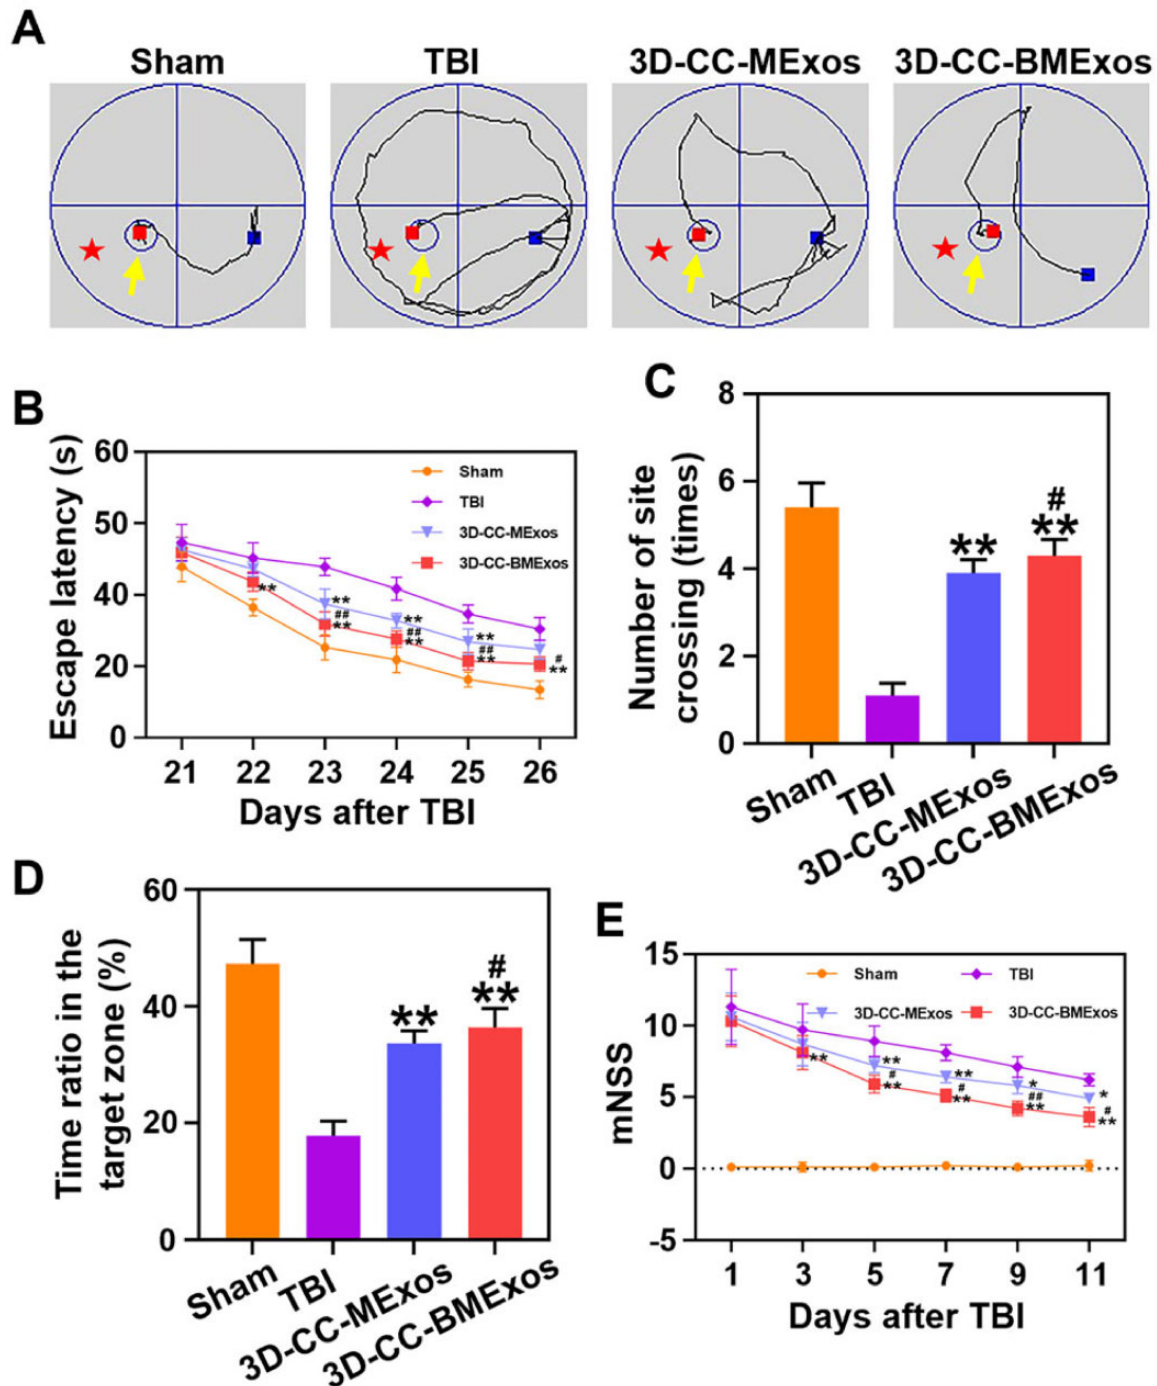 A
Sham TBI 3D-CC-MExos 3D-CC-BMExos
B
Escape latency (s)
60
50
40
20
0
Sham
TBI
3D-CC-MExos
3D-CC-BMExos
**
**
##
**
**
##
**
**
##
**
#
**
21 22 23 24 25 26
Days after TBI
C
Number of site
crossing (times)
8
6
4
2
0
**
#
**
Sham
TBI
3D-CC-MExos
3D-CC-BMExos
D
Time ratio in the
target zone (%)
60
40
20
0
**
#
**
Sham
TBI
3D-CC-MExos
3D-CC-BMExos
E
mNSS
15
10
5
0
-5
Sham TBI
3D-CC-MExos 3D-CC-BMExos
**
**
#
**
**
#
**
*
##
**
*
#
**
1 3 5 7 9 11
Days after TBI